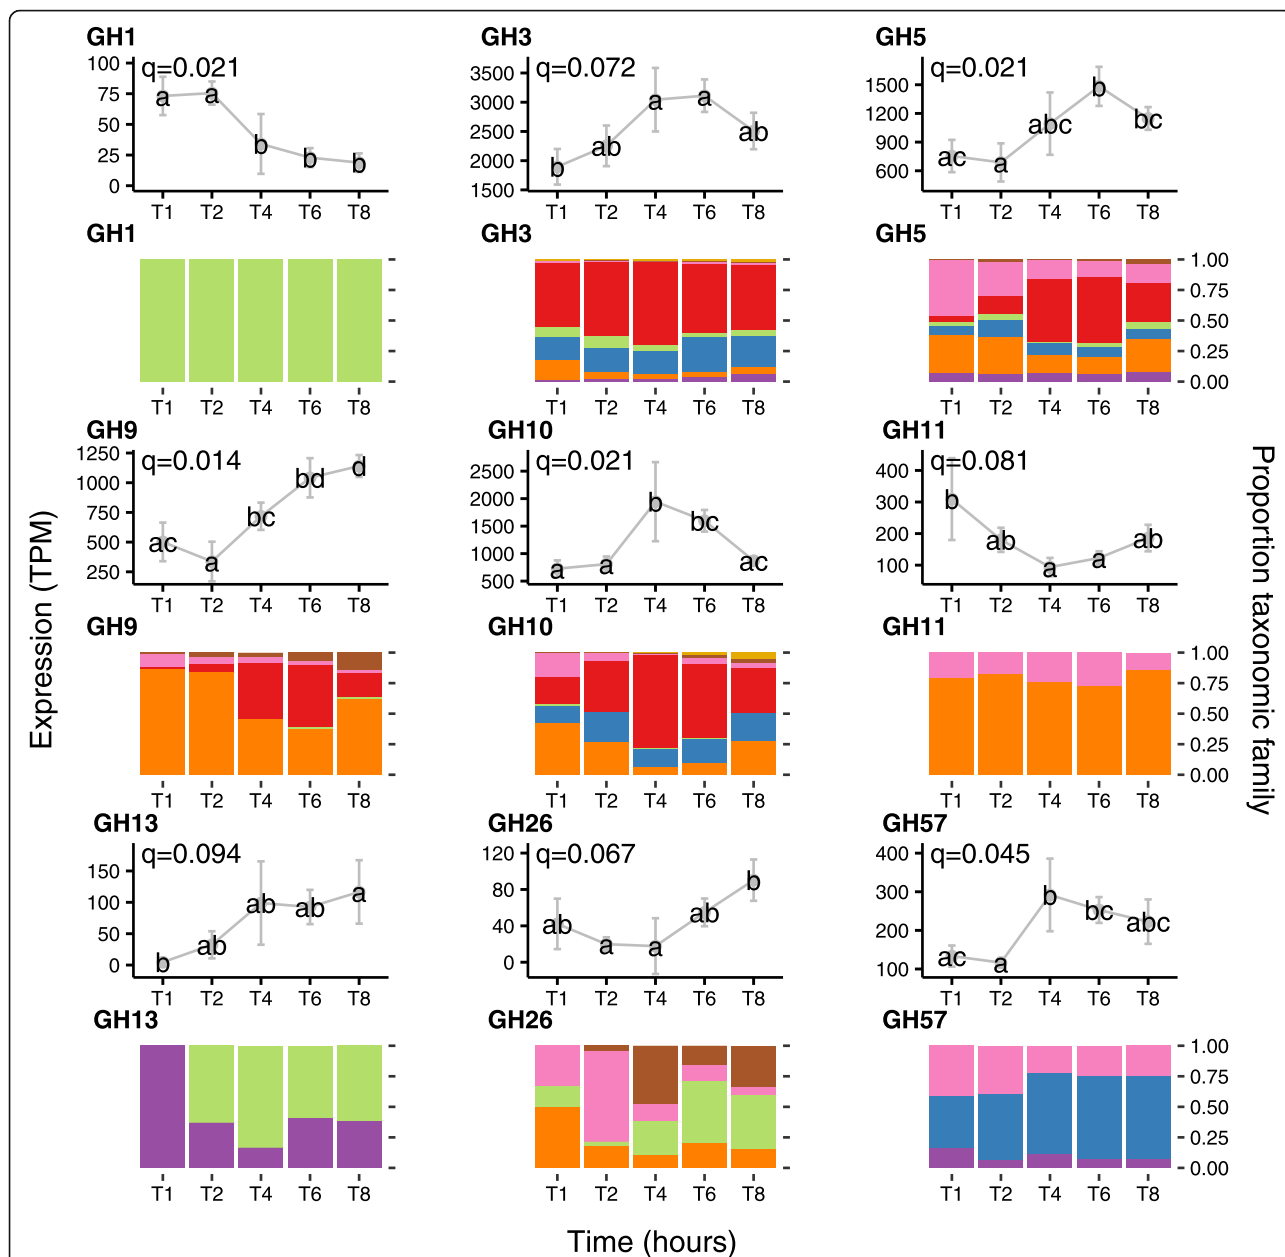 GH1 GH3 GH5
100 75 50 25 0
q=0.021
a a b b b
T1 T2 T4 T6 T8
3500 3000 2500 2000 1500
q=0.072
b ab a a ab
T1 T2 T4 T6 T8
1500 1200 900 600
q=0.021
ac a abc b bc
T1 T2 T4 T6 T8
GH1 GH3 GH5
T1 T2 T4 T6 T8
T1 T2 T4 T6 T8
1.00 0.75 0.50 0.25 0.00
T1 T2 T4 T6 T8
GH9 GH10 GH11
1250 1000 750 500 250
q=0.014
ac a bc bd d
T1 T2 T4 T6 T8
2500 2000 1500 1000 500
q=0.021
a a b bc ac
T1 T2 T4 T6 T8
400 300 200 100
q=0.081
b ab a a ab
T1 T2 T4 T6 T8
GH9 GH10 GH11
T1 T2 T4 T6 T8
T1 T2 T4 T6 T8
1.00 0.75 0.50 0.25 0.00
T1 T2 T4 T6 T8
GH13 GH26 GH57
150 100 50 0
q=0.094
b ab ab ab a
T1 T2 T4 T6 T8
120 80 40 0
q=0.067
ab a a ab b
T1 T2 T4 T6 T8
400 300 200 100
q=0.045
ac a b bc abc
T1 T2 T4 T6 T8
GH13 GH26 GH57
T1 T2 T4 T6 T8
T1 T2 T4 T6 T8
1.00 0.75 0.50 0.25 0.00
T1 T2 T4 T6 T8
Expression (TPM)
Proportion taxonomic family
Time (hours)